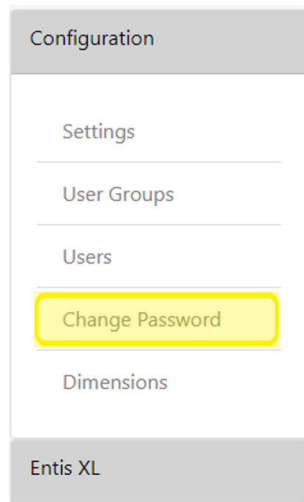 Configuration
Settings
User Groups
Users
Change Password
Dimensions
Entis XL